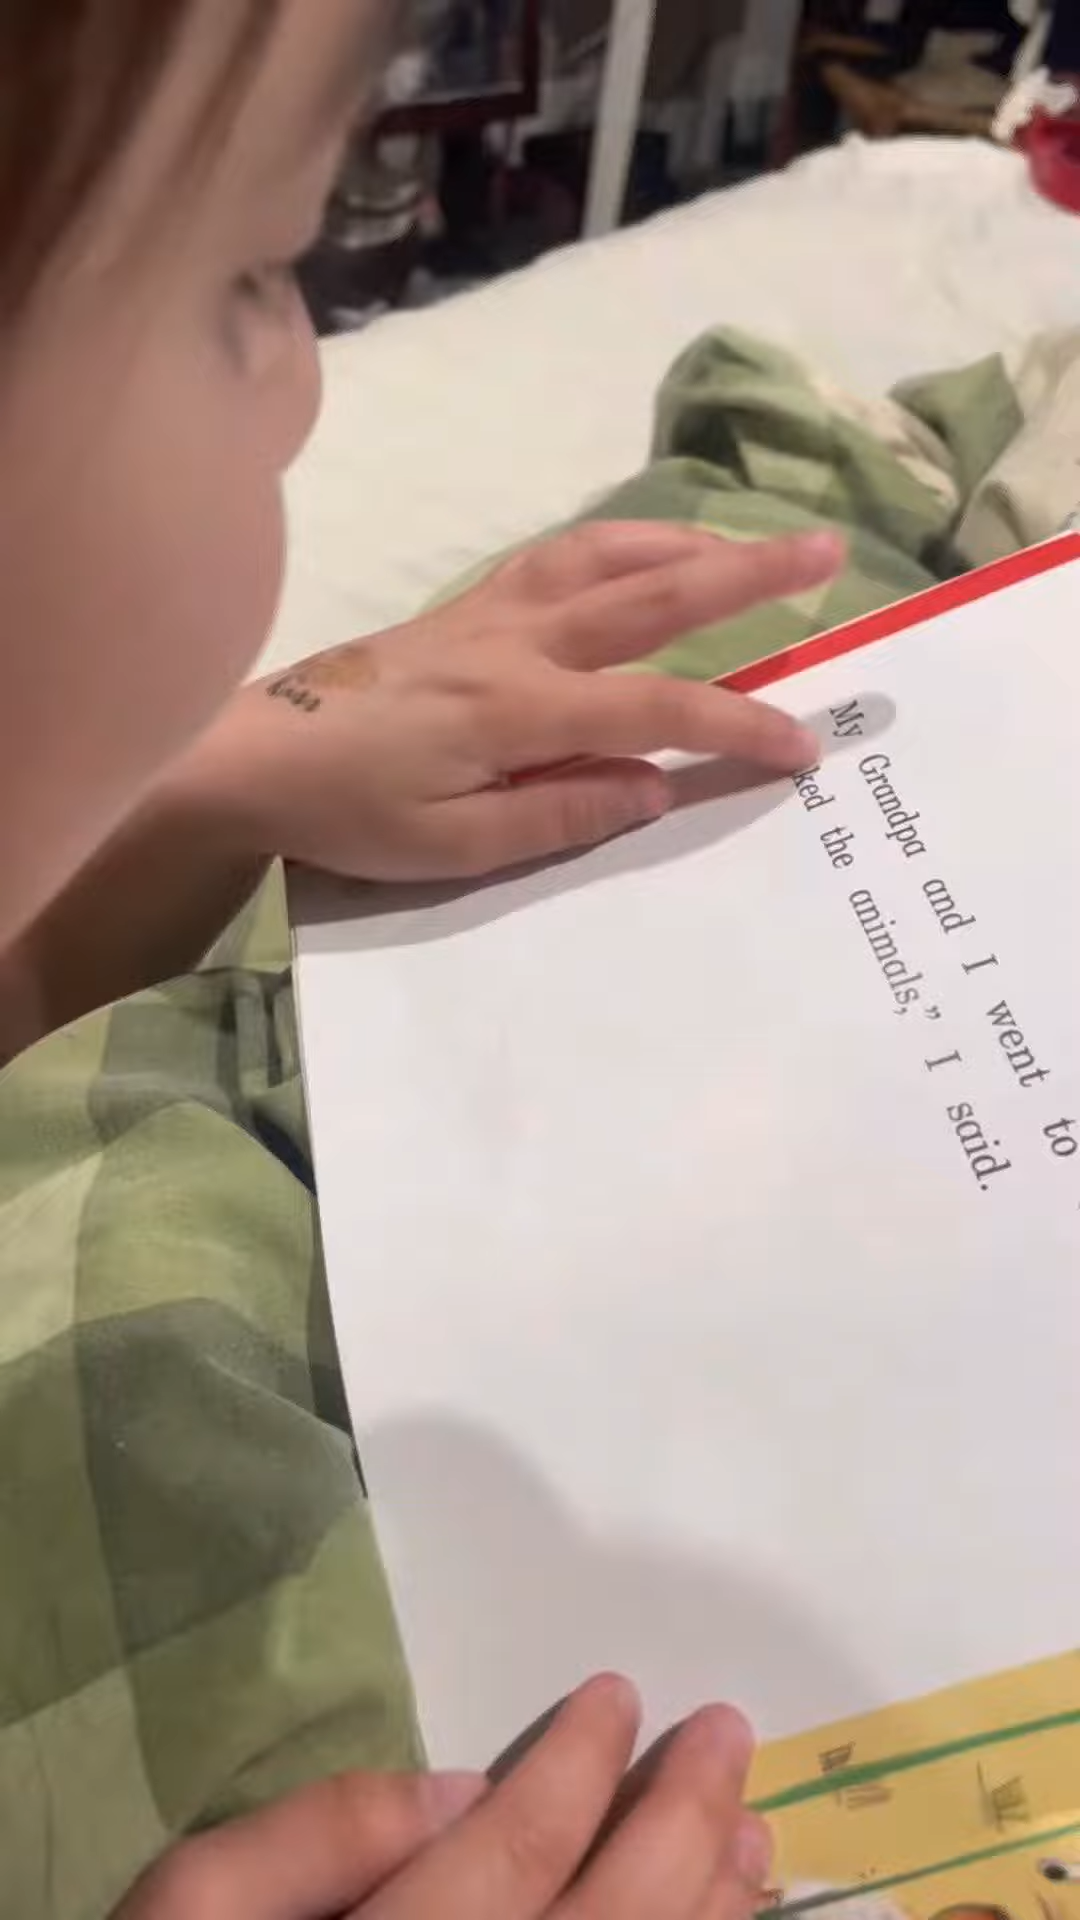 My Grandpa and I went to
ked the animals," I said.